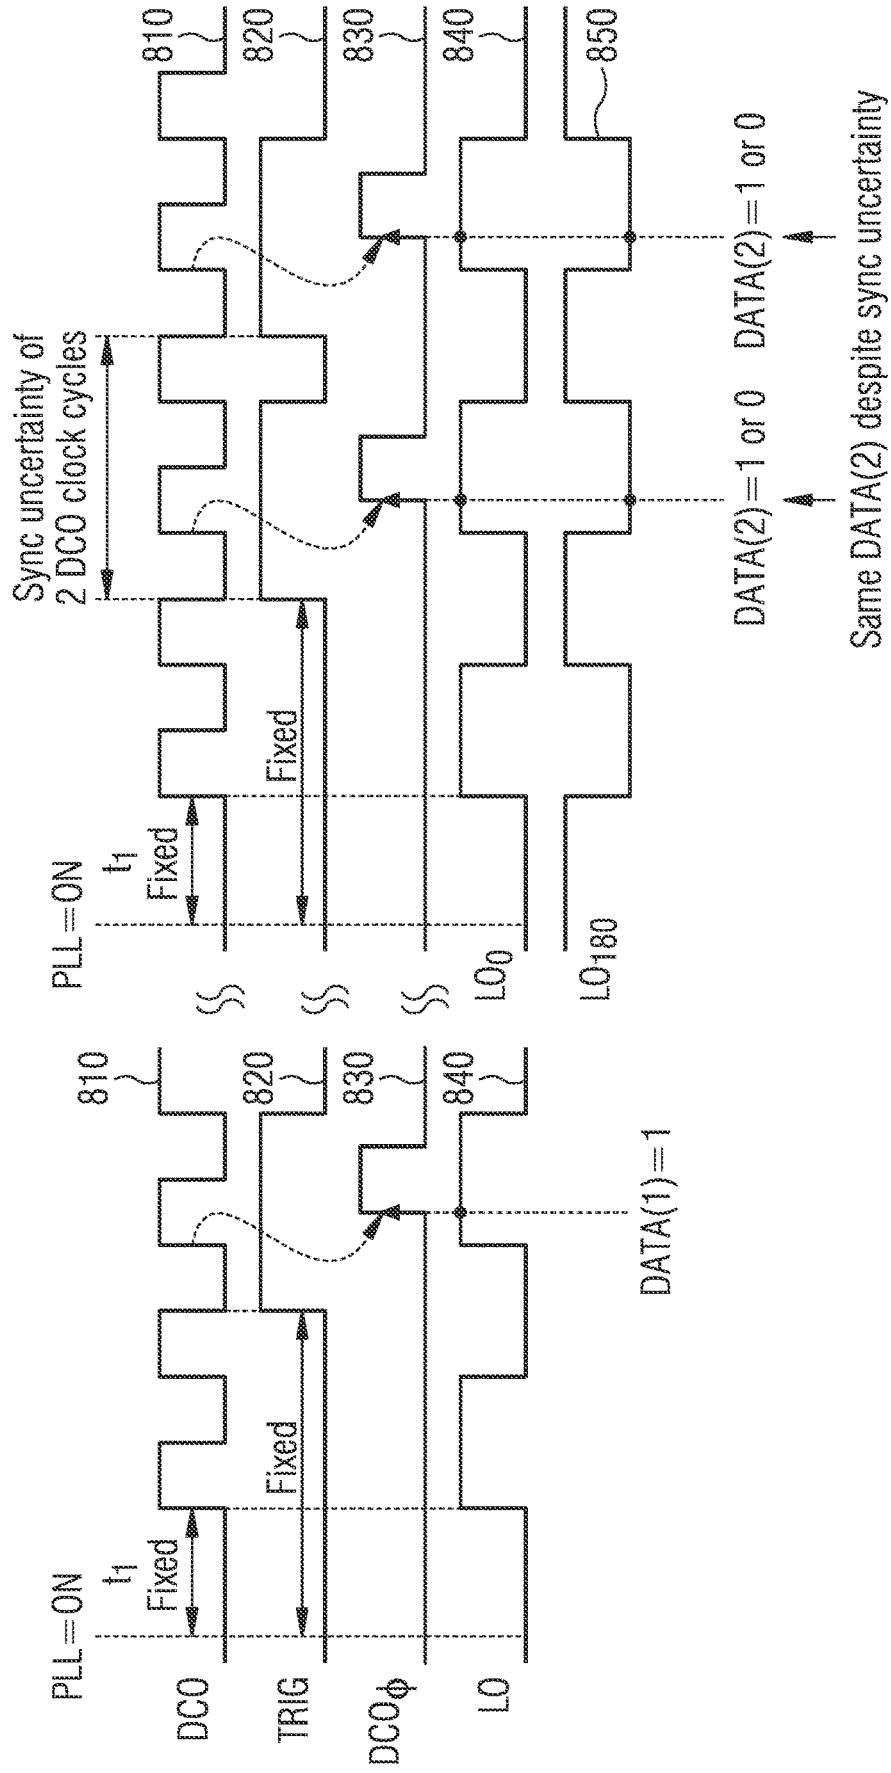 PLL=ON
t1
Fixed
Fixed
DCO
TRIG
DCOϕ
LO
810
820
830
840
DATA(1)=1
PLL=ON
t1
Fixed
Fixed
Sync uncertainty of
2 DCO clock cycles
LO0
LO180
810
820
830
840
850
DATA(2)=1 or 0
DATA(2)=1 or 0
Same DATA(2) despite sync uncertainty